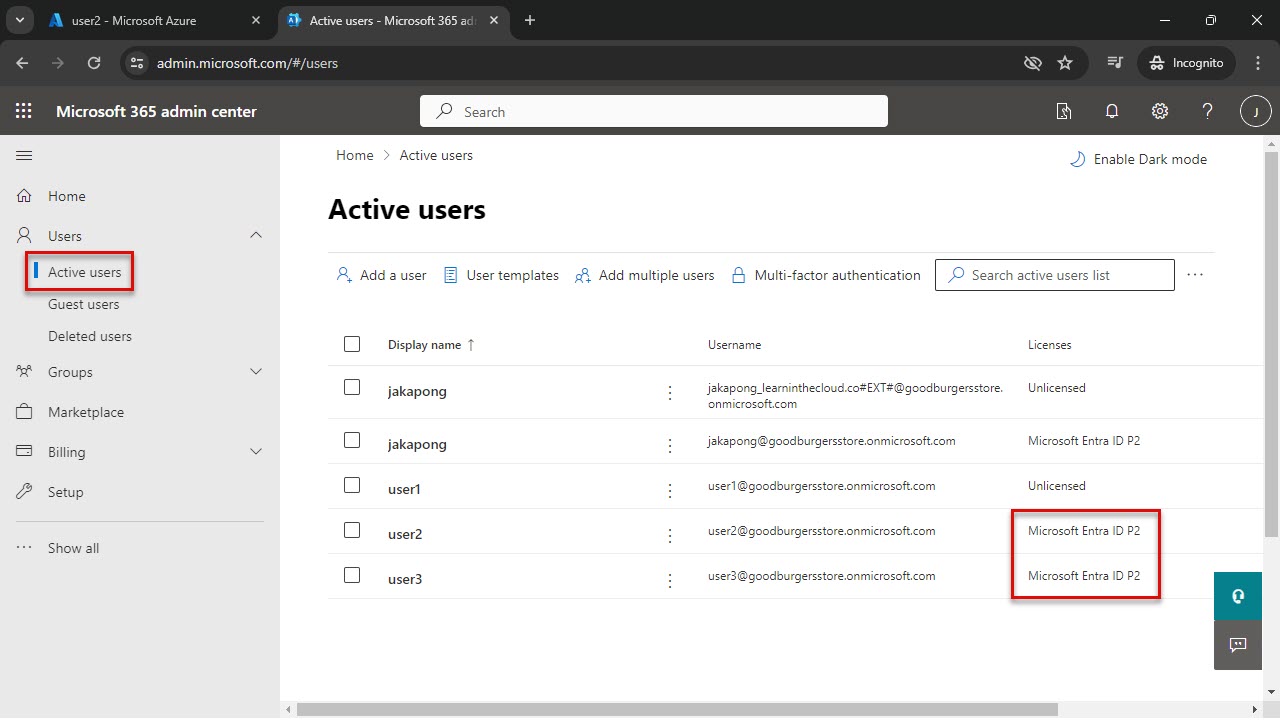 user2 - Microsoft Azure
Active users - Microsoft 365 ad
admin.microsoft.com/#/users
Incognito
Microsoft 365 admin center
Search
J
Home
Users
Active users
Guest users
Deleted users
Groups
Marketplace
Billing
Setup
Show all
Home > Active users
Enable Dark mode
Active users
Add a user
User templates
Add multiple users
Multi-factor authentication
Search active users list
Display name ↑ Username Licenses
jakapong jakapong_learninthecloud.co#EXT#@goodburgersstore.
onmicrosoft.com Unlicensed
jakapong jakapong@goodburgersstore.onmicrosoft.com Microsoft Entra ID P2
user1 user1@goodburgersstore.onmicrosoft.com Unlicensed
user2 user2@goodburgersstore.onmicrosoft.com Microsoft Entra ID P2
user3 user3@goodburgersstore.onmicrosoft.com Microsoft Entra ID P2